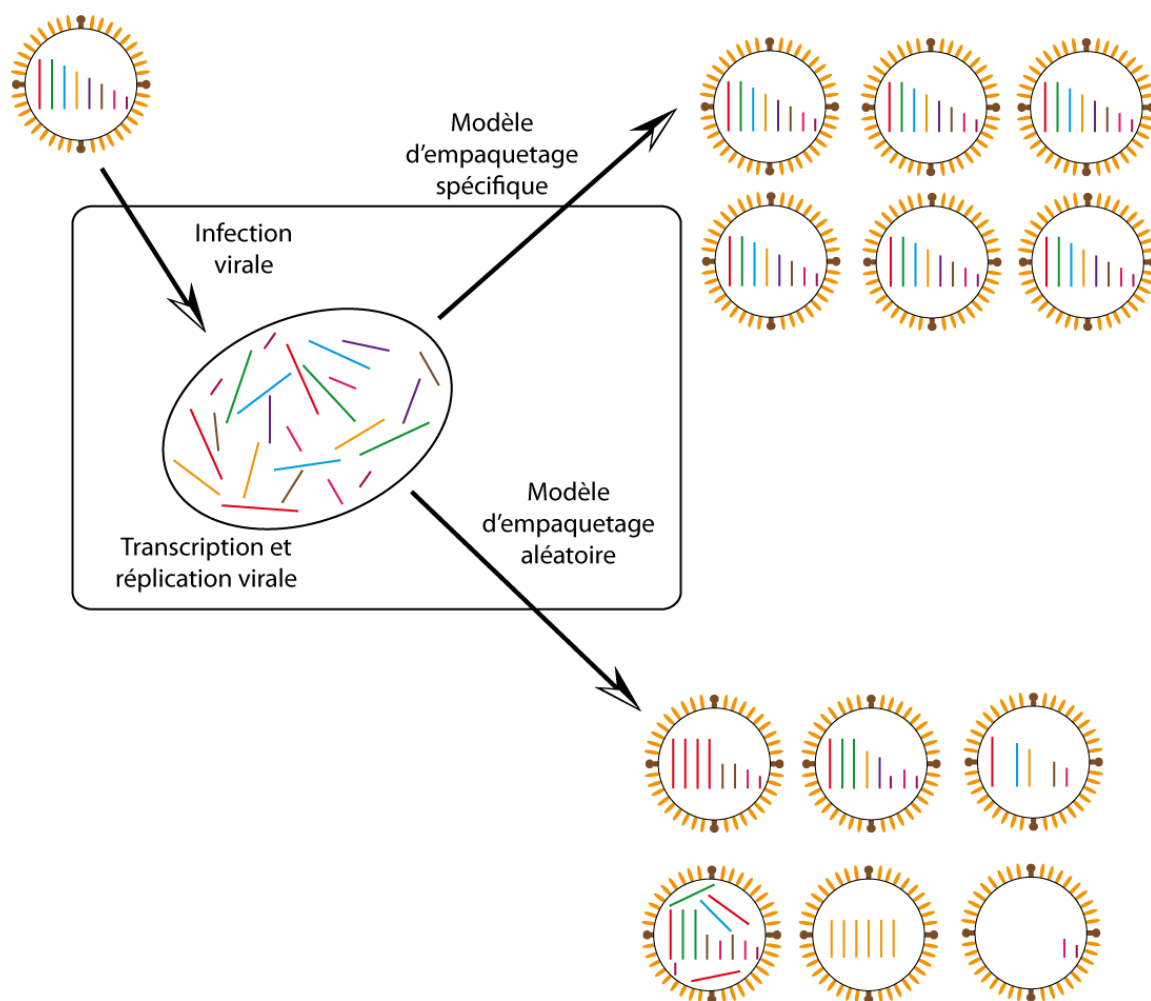 Infection
virale
Modèle
d'empaquetage
spécifique
Transcription et
réplication virale
Modèle
d'empaquetage
aléatoire